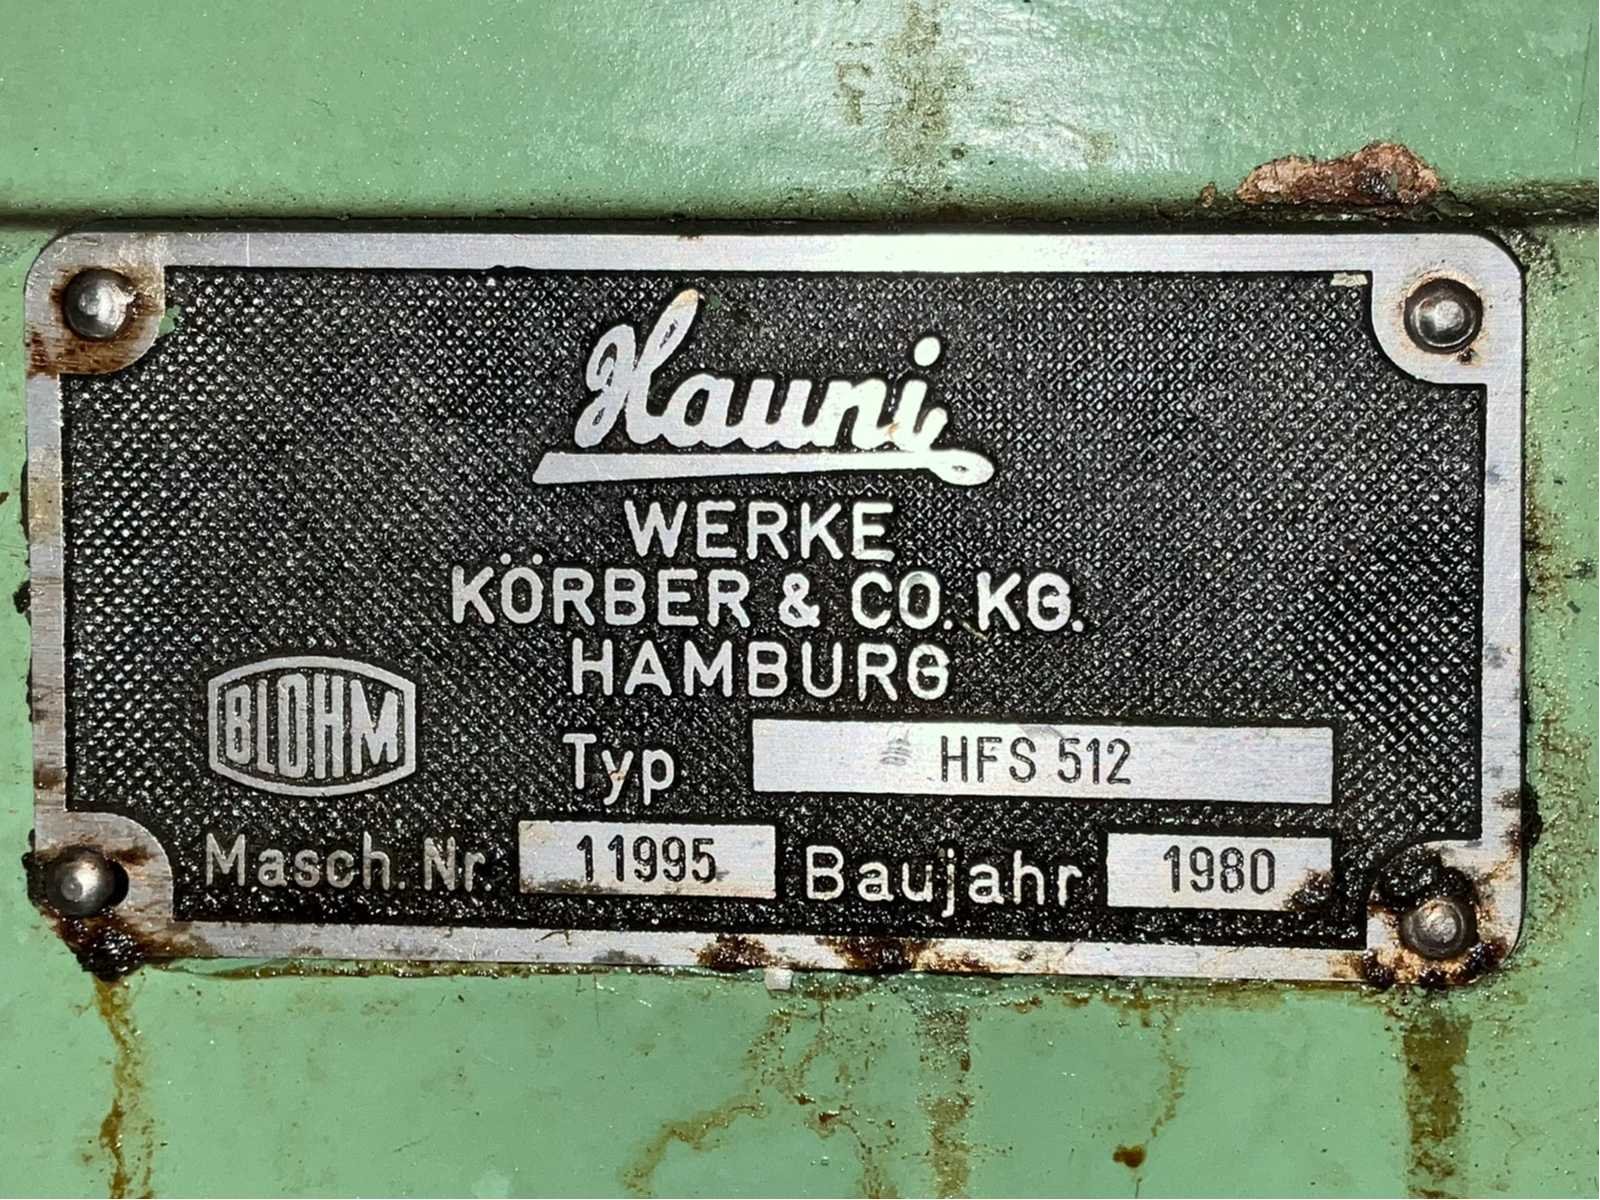 Hauni
WERKE
KÖRBER & CO. KG.
HAMBURG
BLOHM
Typ HFS 512
Masch. Nr. 11995 Baujahr 1980